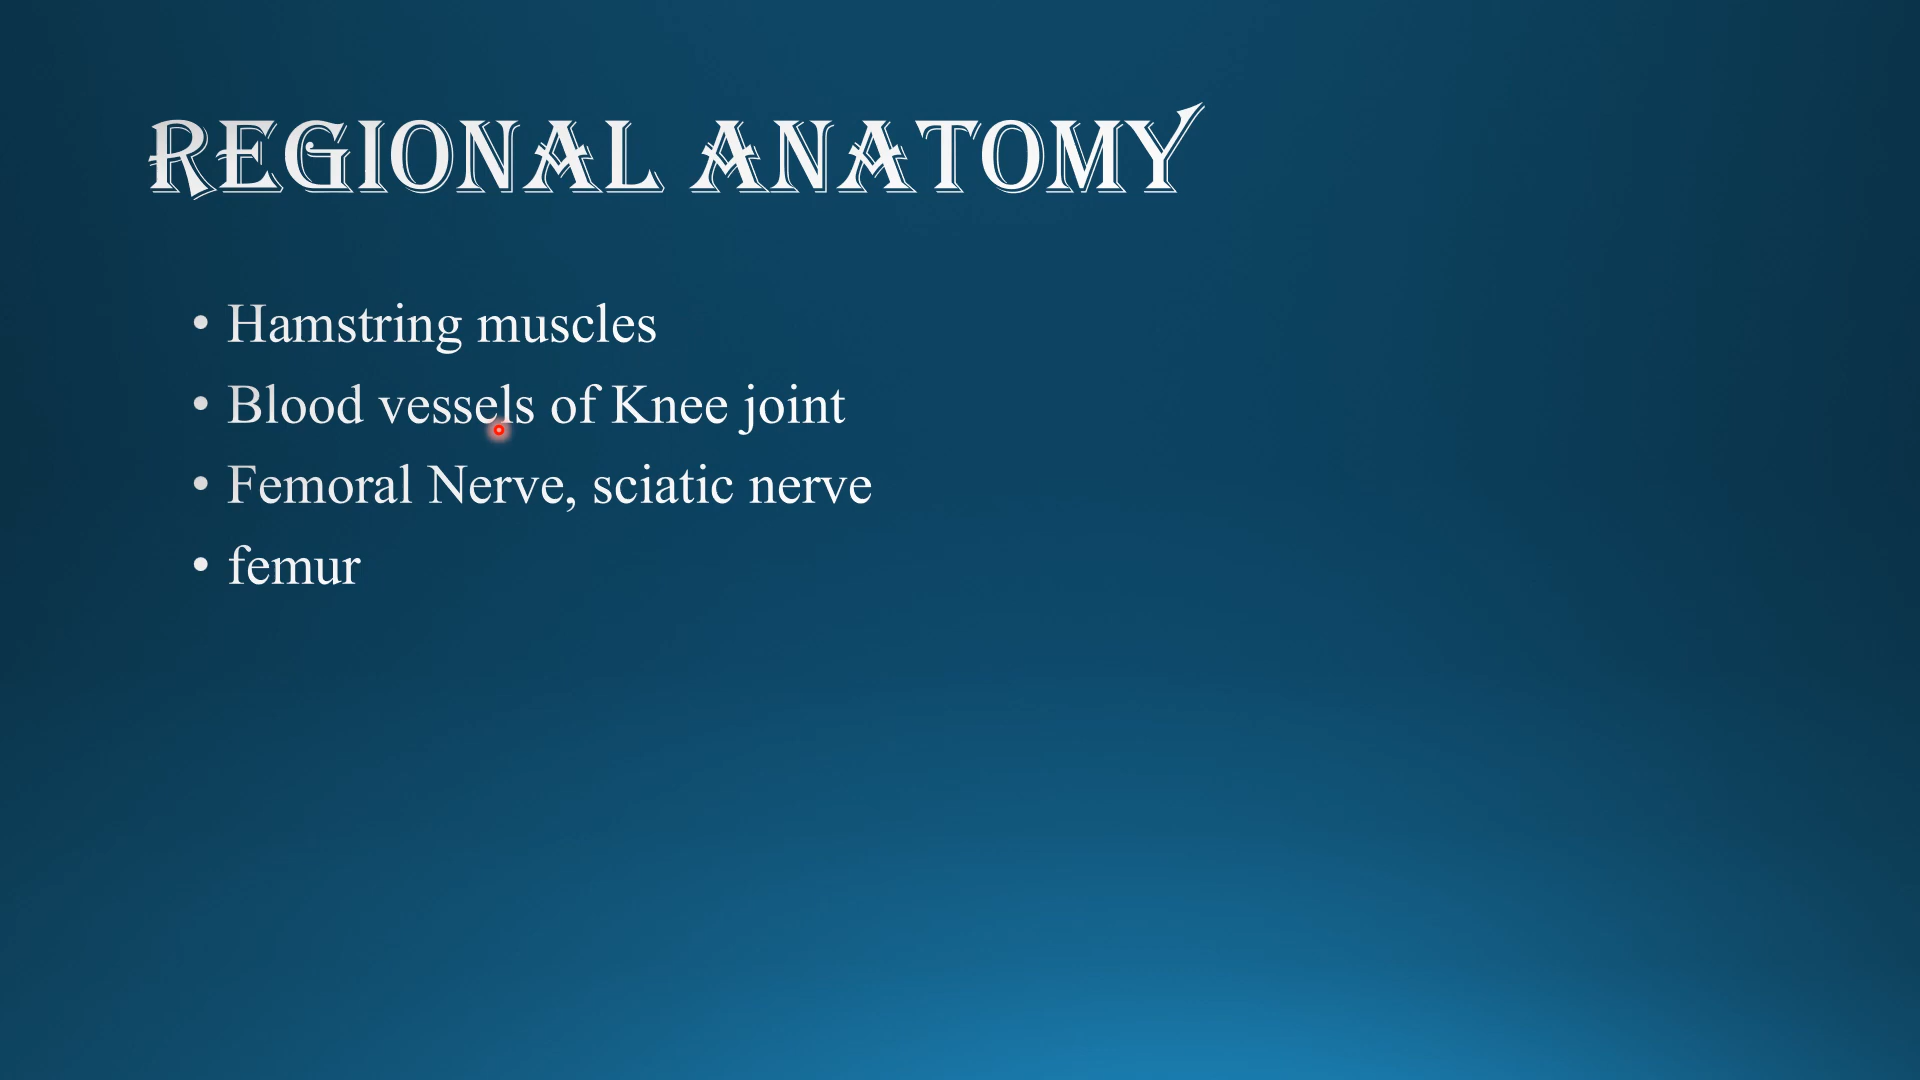 REGIONAL ANATOMY
• Hamstring muscles
• Blood vessels of Knee joint
• Femoral Nerve, sciatic nerve
• femur